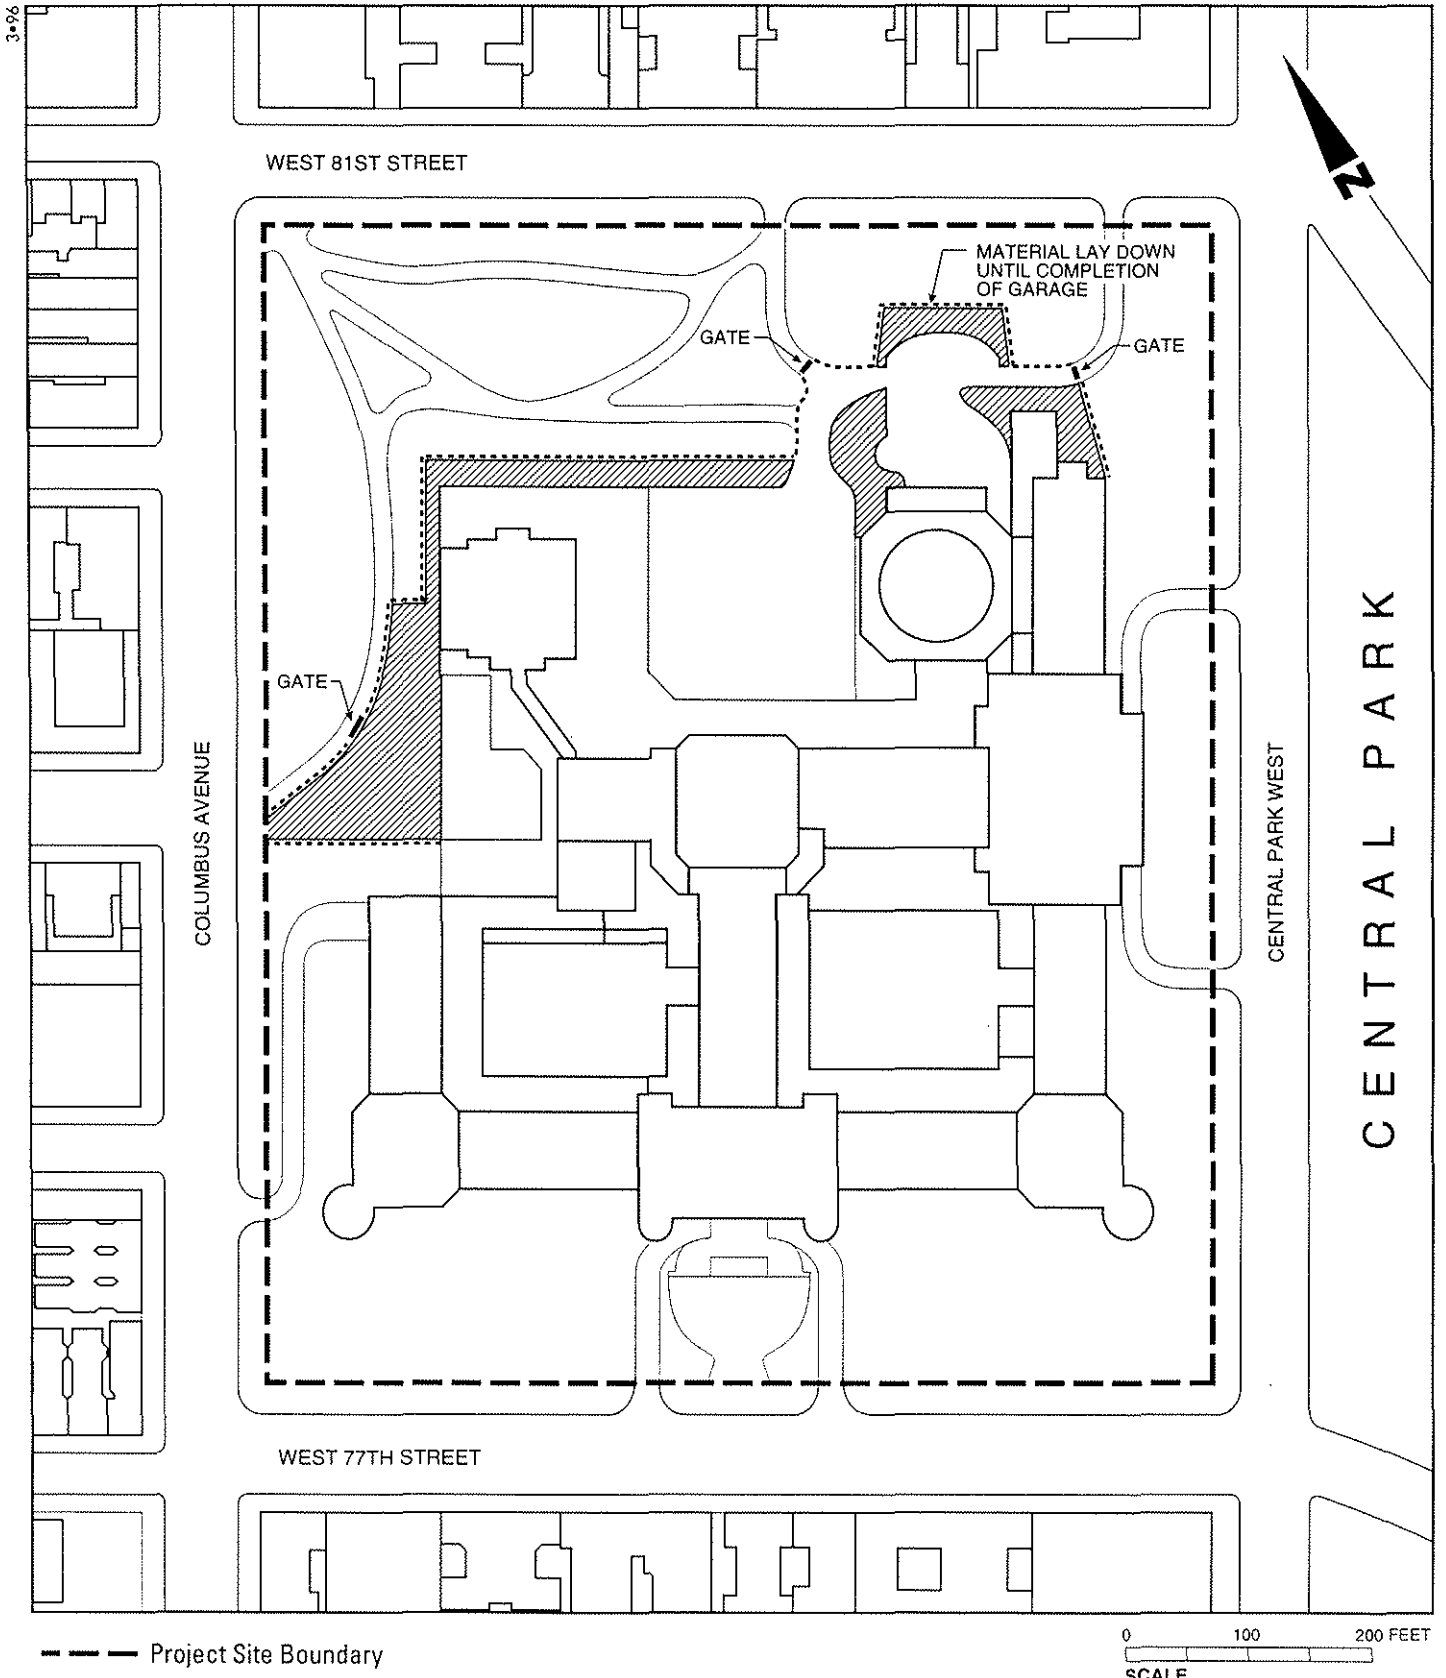 3•96
WEST 81ST STREET
MATERIAL LAY DOWN
UNTIL COMPLETION
OF GARAGE
GATE
GATE
GATE
N
COLUMBUS AVENUE
CENTRAL PARK WEST
CENTRAL PARK
WEST 77TH STREET
Project Site Boundary
0 100 200 FEET
SCALE